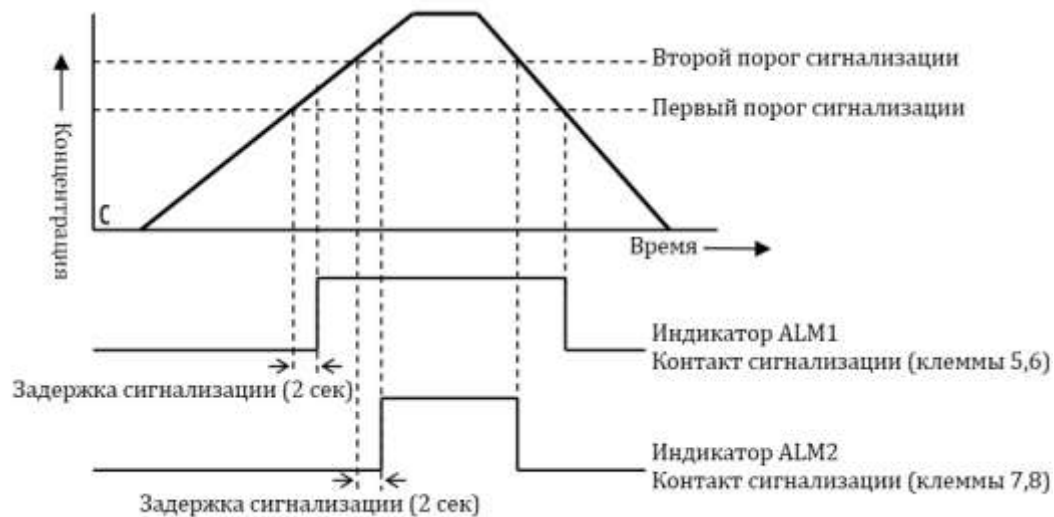 Второй порог сигнализации
Первый порог сигнализации
Концентрация
C
Время
Индикатор ALM1
Контакт сигнализации (клеммы 5,6)
Задержка сигнализации (2 сек)
Индикатор ALM2
Контакт сигнализации (клеммы 7,8)
Задержка сигнализации (2 сек)